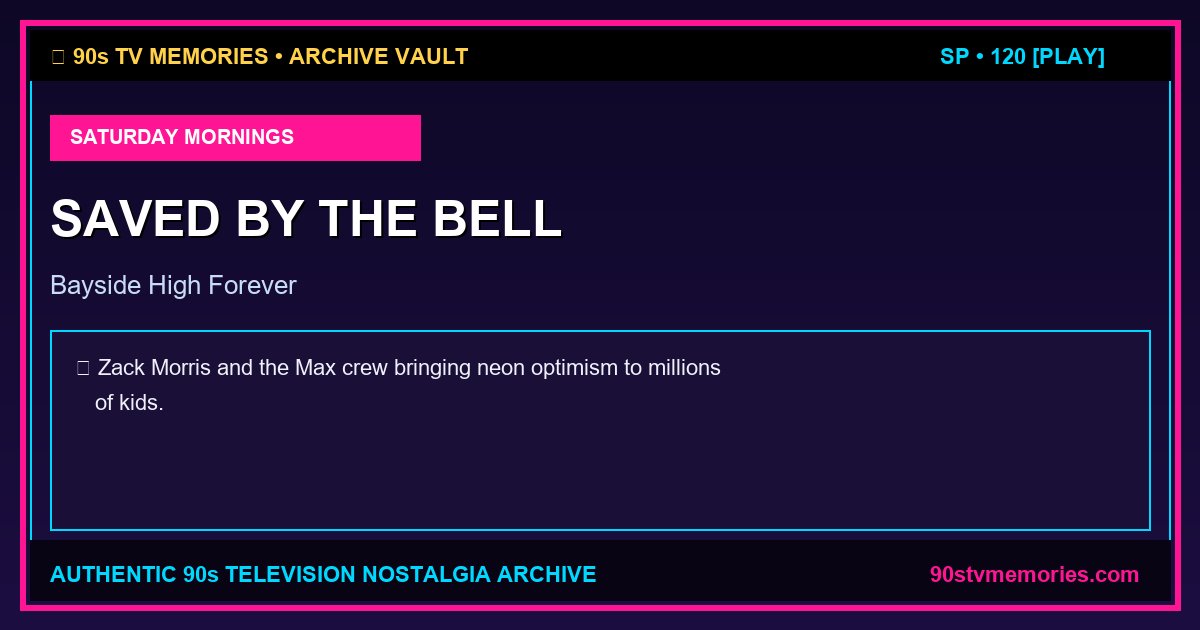 90s TV MEMORIES • ARCHIVE VAULT
SP • 120 [PLAY]
SATURDAY MORNINGS
SAVED BY THE BELL
Bayside High Forever
Zack Morris and the Max crew bringing neon optimism to millions
of kids.
AUTHENTIC 90s TELEVISION NOSTALGIA ARCHIVE
90stvmemories.com